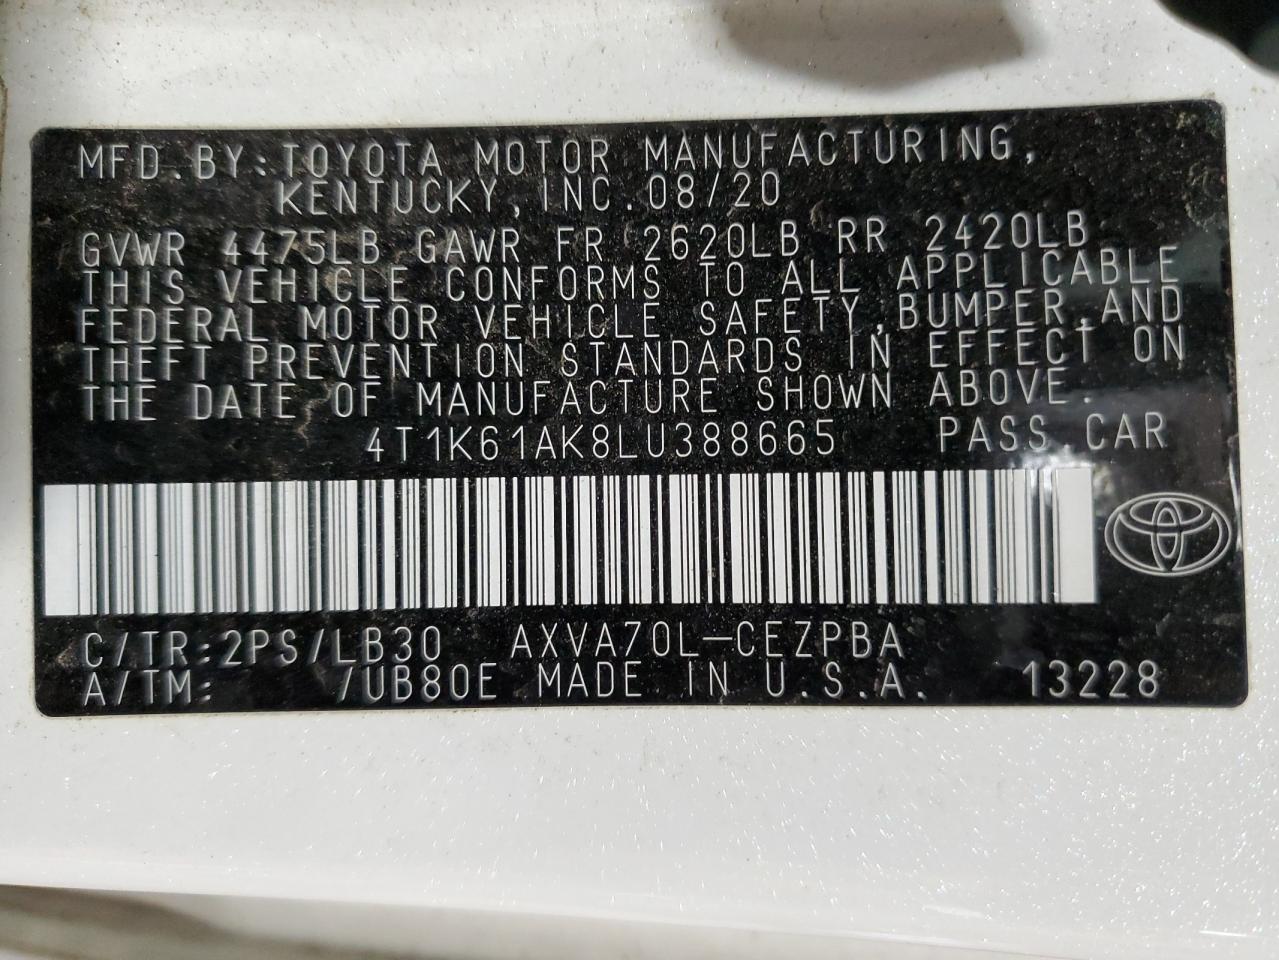 MFD.BY:TOYOTA MOTOR MANUFACTURING,
KENTUCKY,INC.08/20
GVWR 4475LB GAWR FR 2620LB RR 2420LB
THIS VEHICLE CONFORMS TO ALL APPLICABLE
FEDERAL MOTOR VEHICLE SAFETY,BUMPER,AND
THEFT PREVENTION STANDARDS IN EFFECT ON
THE DATE OF MANUFACTURE SHOWN ABOVE.
4T1K61AK8LU388665 PASS.CAR
C/TR:2PS/LB30 AXVA70L-CEZPBA
A/TM: /UB80E MADE IN U.S.A. 13228